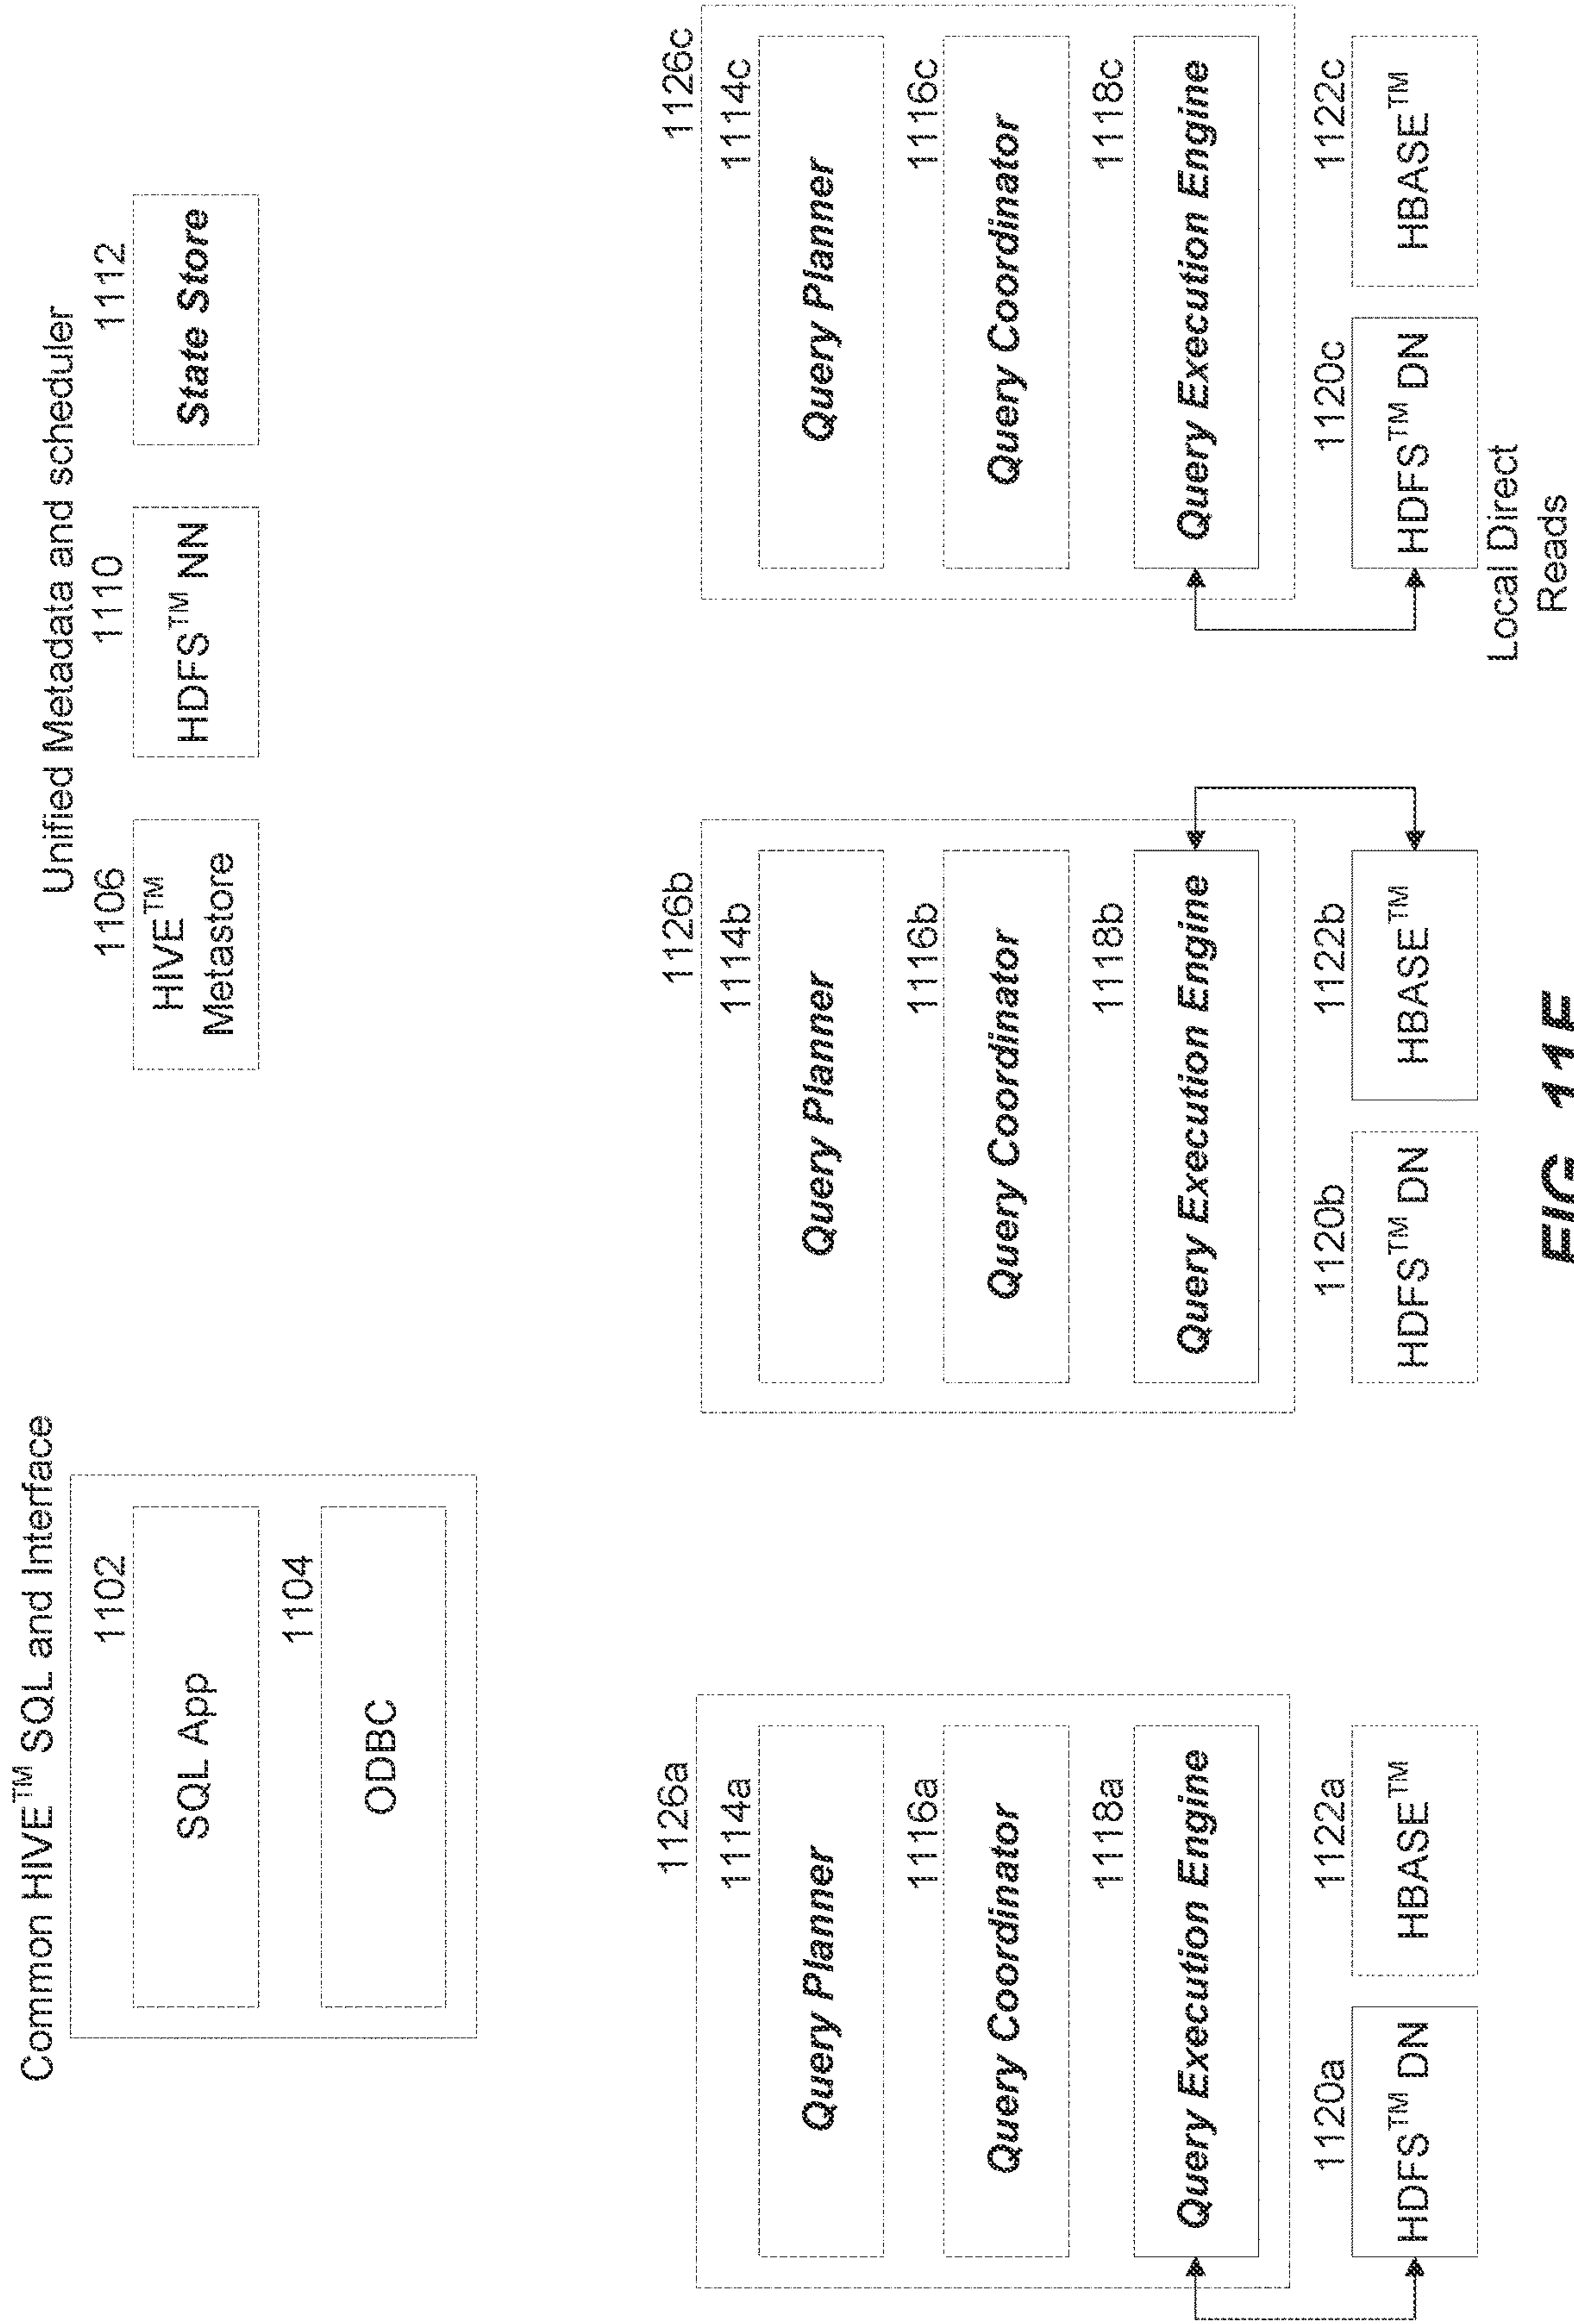 Common HIVE™ SQL and Interface
1102
SQL App
1104
ODBC
Unified Metadata and scheduler
1106
HIVE™
Metastore
1110
HDFS™ NN
1112
State Store
1126a
1114a
Query Planner
1116a
Query Coordinator
1118a
Query Execution Engine
1120a
HDFS™ DN
1122a
HBASE™
1126b
1114b
Query Planner
1116b
Query Coordinator
1118b
Query Execution Engine
1120b
HDFS™ DN
1122b
HBASE™
1126c
1114c
Query Planner
1116c
Query Coordinator
1118c
Query Execution Engine
1120c
HDFS™ DN
1122c
HBASE™
Local Direct
Reads